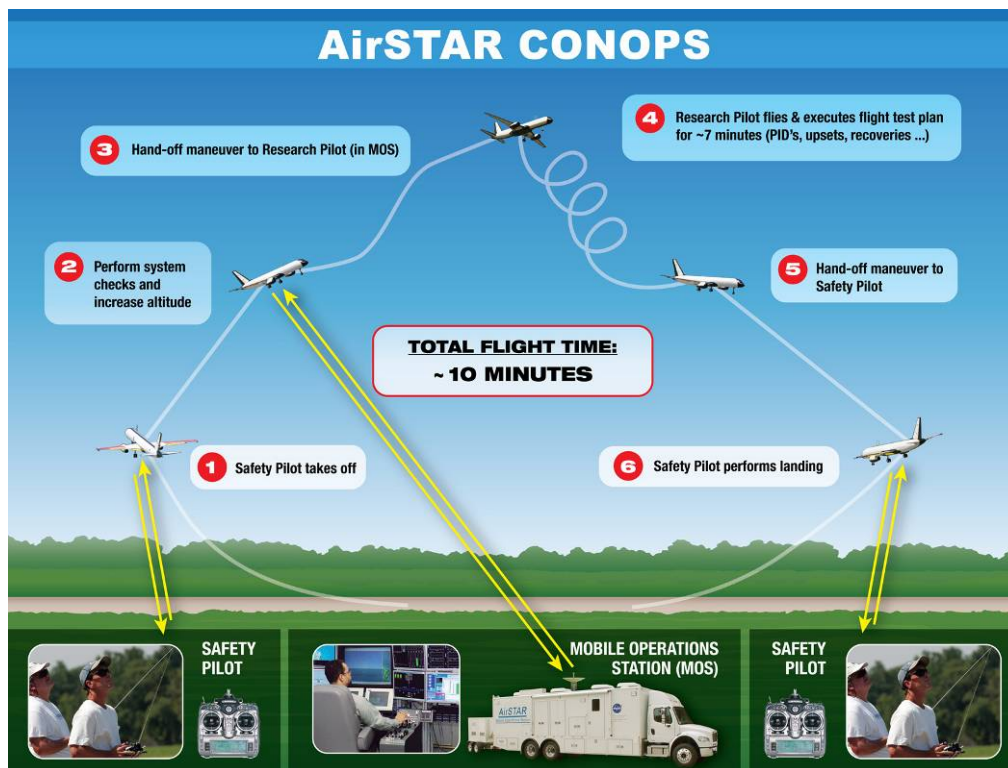 AirSTAR CONOPS
4 Research Pilot flies & executes flight test plan
for ~7 minutes (PID's, upsets, recoveries ...)
3 Hand-off maneuver to Research Pilot (in MOS)
2 Perform system
checks and
increase altitude
5 Hand-off maneuver to
Safety Pilot
TOTAL FLIGHT TIME:
~ 10 MINUTES
1 Safety Pilot takes off
6 Safety Pilot performs landing
SAFETY
PILOT
MOBILE OPERATIONS
STATION (MOS)
AirSTAR
SAFETY
PILOT